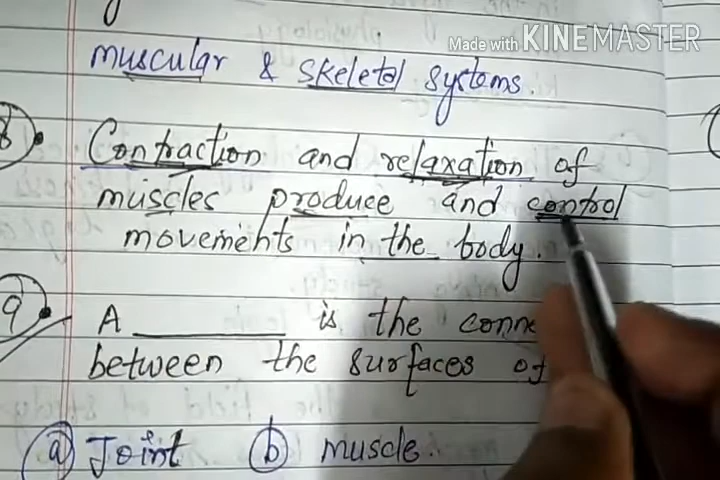 Made with KINEMASTER
muscular & skeletal systems.
8. Contraction and relaxation of
muscles produce and control
movements in the body.
9 A ________ is the
between the surfaces of
(a) Joint (b) muscle.